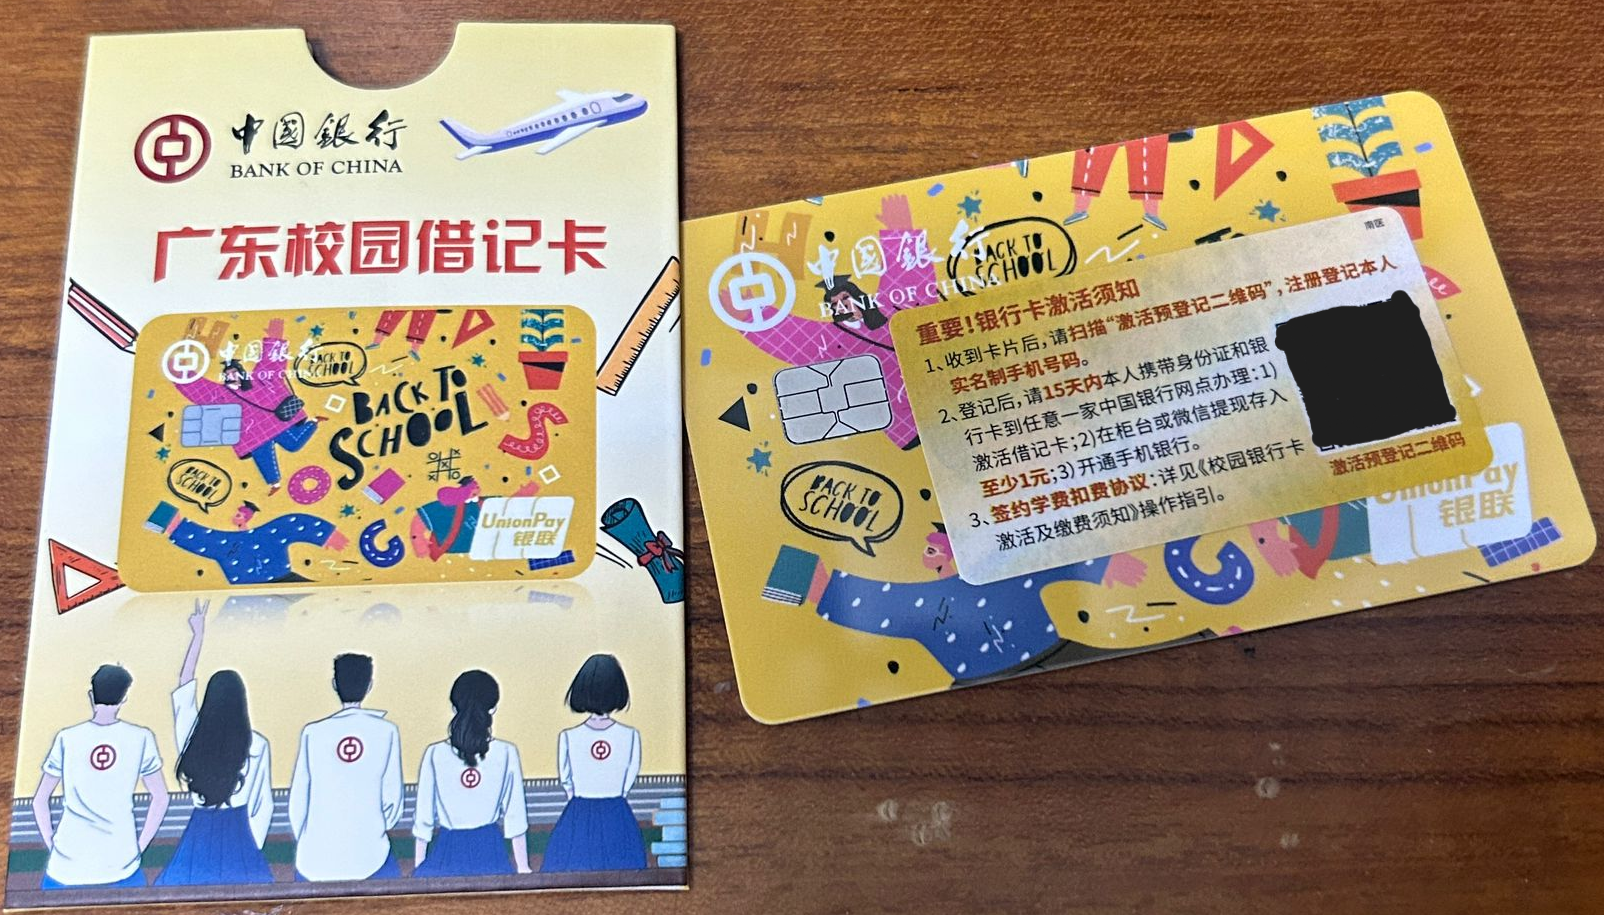 中國銀行
BANK OF CHINA
广东校园借记卡
中国銀行
BANK OF CHINA
BACK TO
SCHOOL
BACK TO
SCHOOL
BACK TO
SCHOOL
UnionPay
银联
中國銀行
BANK OF CHINA
BACK TO
SCHOOL
南医
重要!银行卡激活须知
1、收到卡片后,请扫描“激活预登记二维码”,注册登记本人
实名制手机号码。
2、登记后,请15天内本人携带身份证和银
行卡到任意一家中国银行网点办理:1)
激活借记卡;2)在柜台或微信提现存入
至少1元;3)开通手机银行。
3、签约学费扣费协议:详见《校园银行卡
激活及缴费须知》操作指引。
激活预登记二维码
BACK TO
SCHOOL
UnionPay
银联